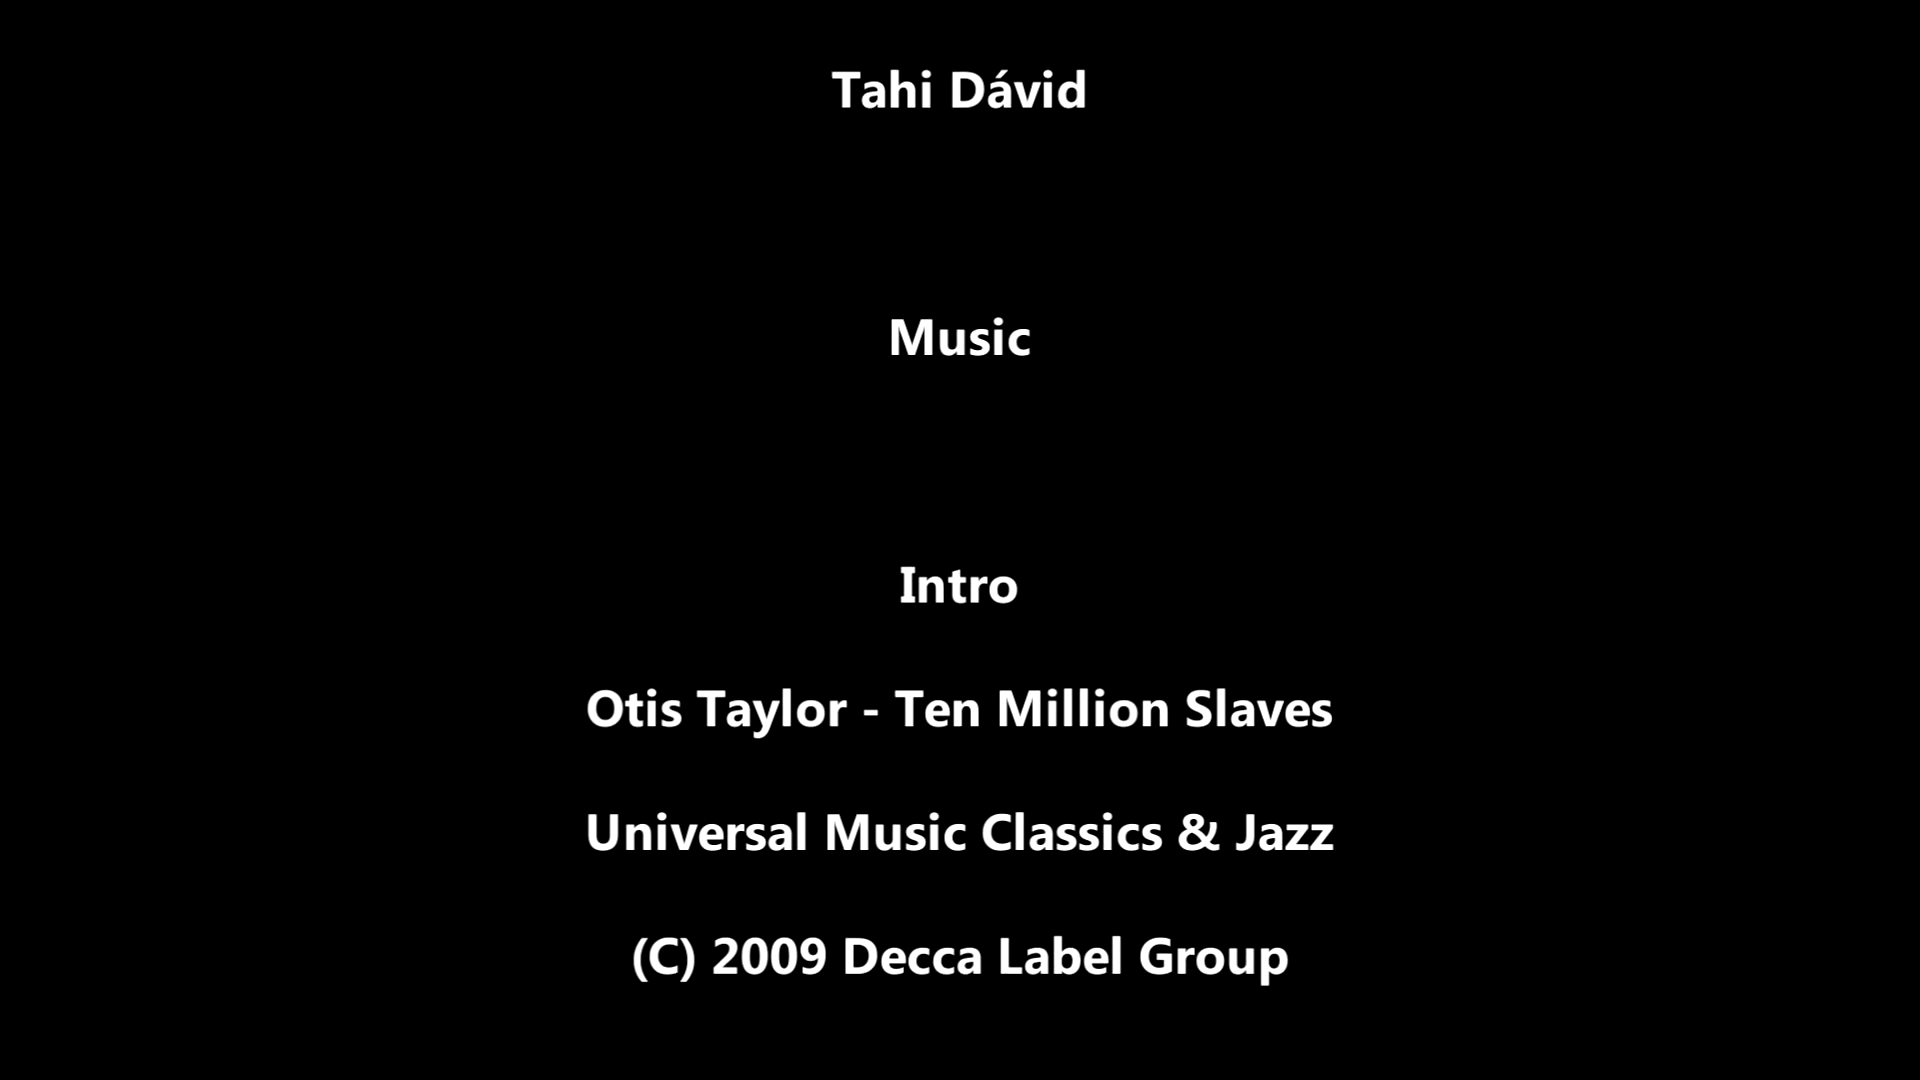 Tahi Dávid
Music
Intro
Otis Taylor - Ten Million Slaves
Universal Music Classics & Jazz
(C) 2009 Decca Label Group